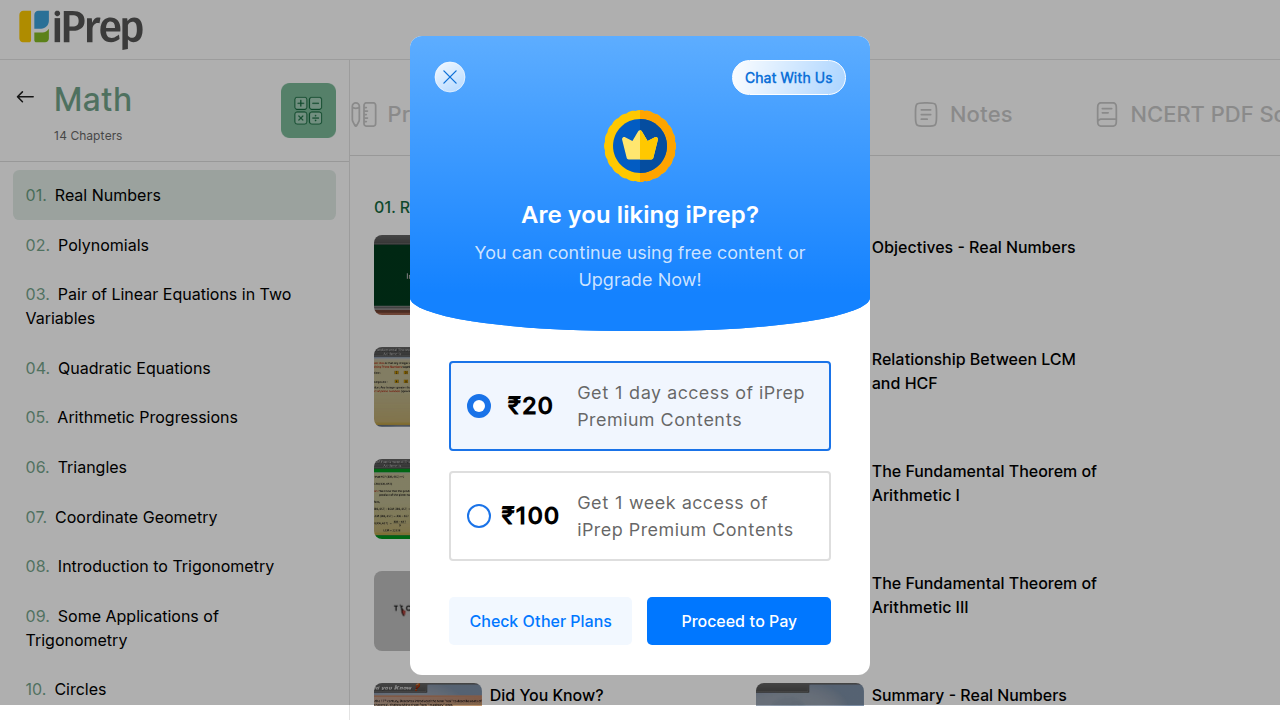 iPrep
Math
14 Chapters
01. Real Numbers
02. Polynomials
03. Pair of Linear Equations in Two
Variables
04. Quadratic Equations
05. Arithmetic Progressions
06. Triangles
07. Coordinate Geometry
08. Introduction to Trigonometry
09. Some Applications of
Trigonometry
10. Circles
Notes
NCERT PDF
01. R
Objectives - Real Numbers
Relationship Between LCM
and HCF
The Fundamental Theorem of
Arithmetic I
The Fundamental Theorem of
Arithmetic III
Did You Know?
Summary - Real Numbers
Chat With Us
Are you liking iPrep?
You can continue using free content or
Upgrade Now!
₹20
Get 1 day access of iPrep
Premium Contents
₹100
Get 1 week access of
iPrep Premium Contents
Check Other Plans
Proceed to Pay